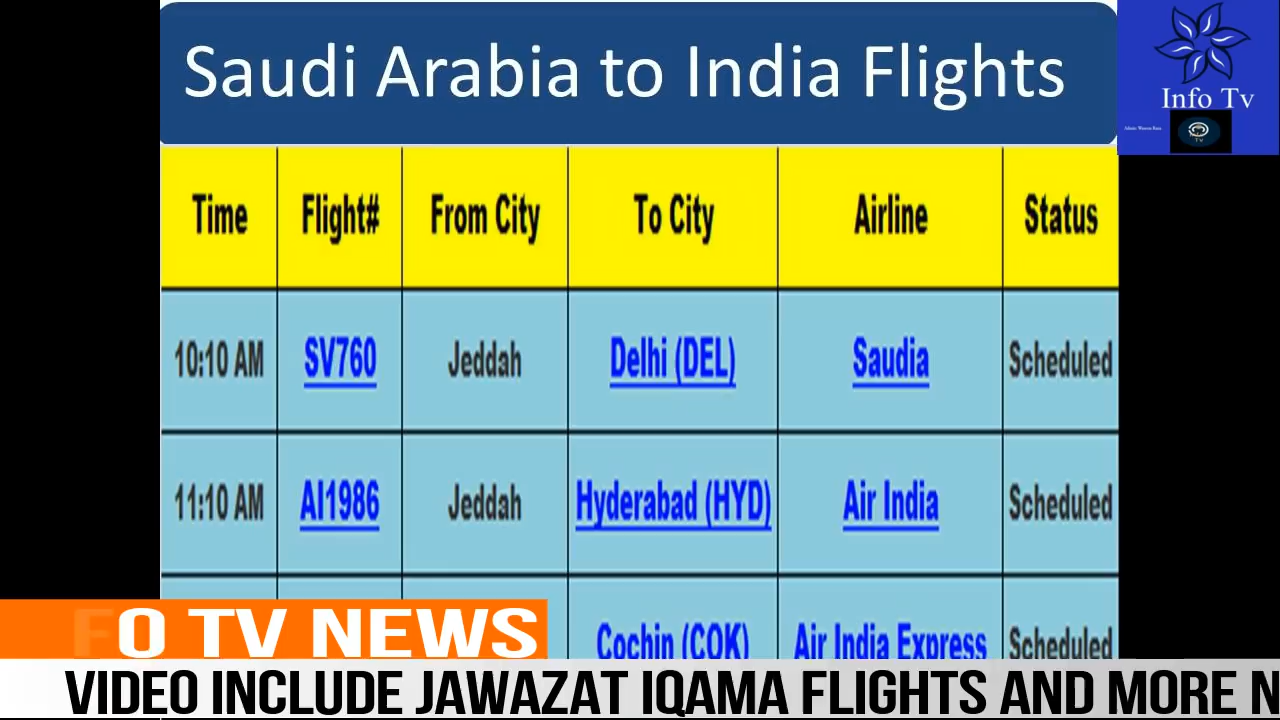 Saudi Arabia to India Flights
Info Tv
Time Flight# From City To City Airline Status
10:10 AM SV760 Jeddah Delhi (DEL) Saudia Scheduled
11:10 AM AI1986 Jeddah Hyderabad (HYD) Air India Scheduled
Cochin (COK) Air India Express Scheduled
FO TV NEWS
VIDEO INCLUDE JAWAZAT IQAMA FLIGHTS AND MORE N